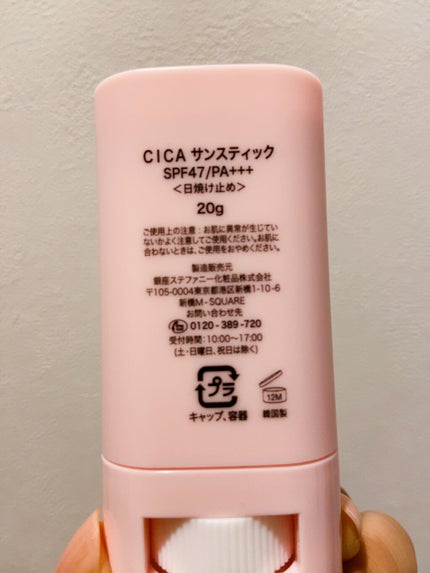 CICA サンスティック
SPF47/PA+++
＜日焼け止め＞
20g
ご使用上の注意：お肌に異常が生じてい
ないかよく注意してご使用ください。お肌に
合わないときは、ご使用をおやめください。
製造販売元
銀座ステファニー化粧品株式会社
〒105-0004東京都港区新橋1-10-6
新橋M-SQUARE
お問い合わせ先
0120-389-720
受付時間：10:00〜17:00
(土・日曜日、祝日は除く)
プラ
12M
キャップ、容器
韓国製